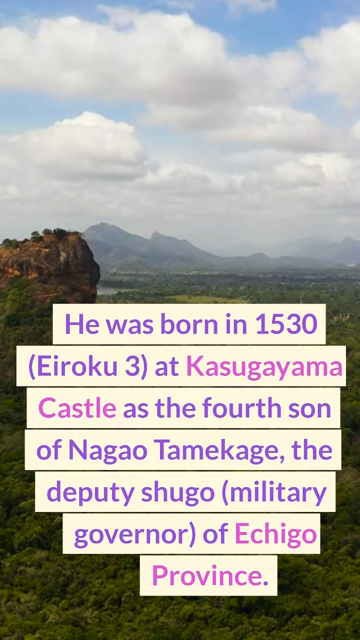 He was born in 1530
(Eiroku 3) at Kasugayama
Castle as the fourth son
of Nagao Tamekage, the
deputy shugo (military
governor) of Echigo
Province.